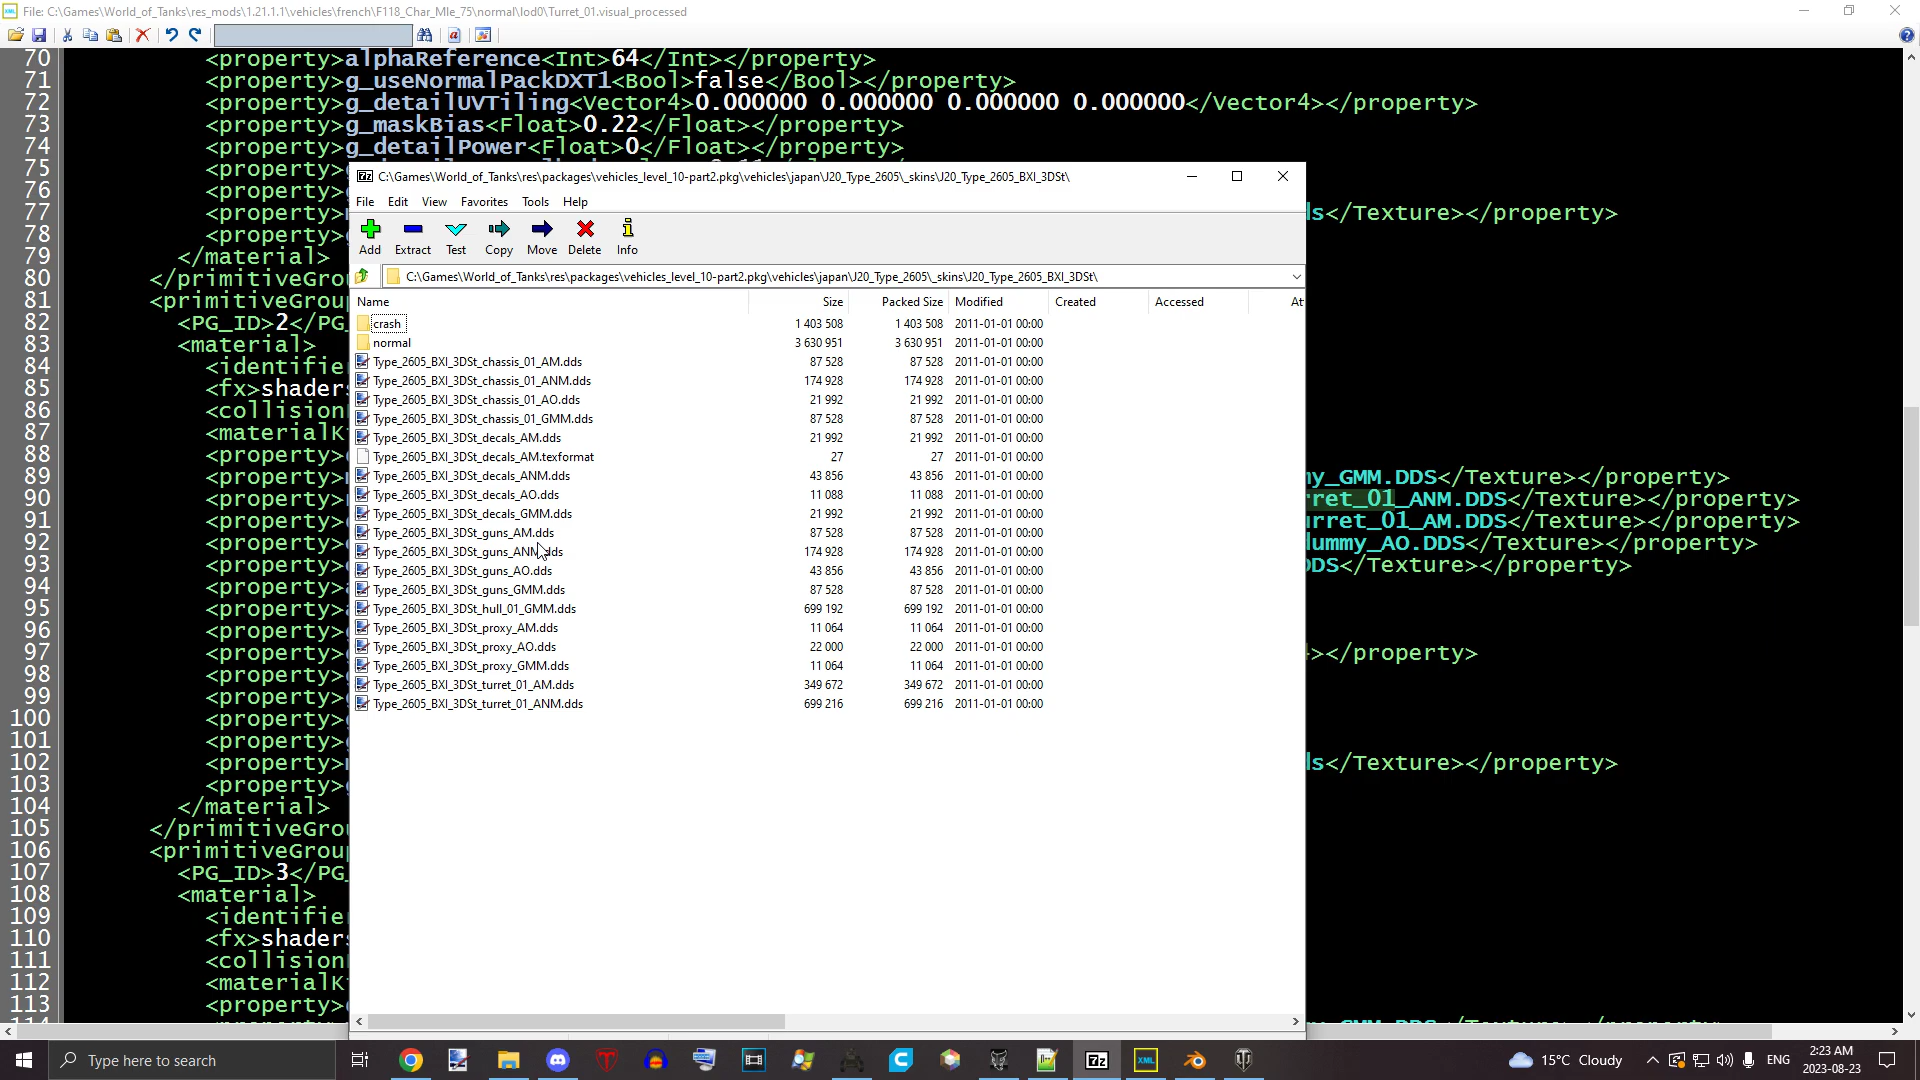 File: C:\Games\World_of_Tanks\res_mods\1.21.1.1\vehicles\french\F118_Char_Mle_75\normal\lod0\Turret_01.visual_processed
70 <property>alphaReference<Int>64</Int></property>
71 <property>g_useNormalPackDXT1<Bool>false</Bool></property>
72 <property>g_detailUVTiling<Vector4>0.000000 0.000000 0.000000 0.000000</Vector4></property>
73 <property>g_maskBias<Float>0.22</Float></property>
74 <property>g_detailPower<Float>0</Float></property>
75 <property>
76 <property>
77 <property> ds</Texture></property>
78 <property>
79 </material>
80 </primitiveGrou
81 <primitiveGrou
82 <PG_ID>2</PG_
83 <material>
84 <identifie
85 <fx>shaders
86 <collision
87 <materialKi
88 <property>
89 <property> y_GMM.DDS</Texture></property>
90 <property> rret_01_ANM.DDS</Texture></property>
91 <property> urret_01_AM.DDS</Texture></property>
92 <property> dummy_AO.DDS</Texture></property>
93 <property> DDS</Texture></property>
94 <property>
95 <property>
96 <property>
97 <property> ></property>
98 <property>
99 <property>
100 <property>
101 <property>
102 <property> ds</Texture></property>
103 <property>
104 </material>
105 </primitiveGrou
106 <primitiveGrou
107 <PG_ID>3</PG_
108 <material>
109 <identifie
110 <fx>shaders
111 <collision
112 <materialKi
113 <property>
114
7z C:\Games\World_of_Tanks\res\packages\vehicles_level_10-part2.pkg\vehicles\japan\J20_Type_2605\_skins\J20_Type_2605_BXI_3DSt\
File Edit View Favorites Tools Help
Add Extract Test Copy Move Delete Info
C:\Games\World_of_Tanks\res\packages\vehicles_level_10-part2.pkg\vehicles\japan\J20_Type_2605\_skins\J20_Type_2605_BXI_3DSt\
Name Size Packed Size Modified Created Accessed At
crash 1 403 508 1 403 508 2011-01-01 00:00
normal 3 630 951 3 630 951 2011-01-01 00:00
Type_2605_BXI_3DSt_chassis_01_AM.dds 87 528 87 528 2011-01-01 00:00
Type_2605_BXI_3DSt_chassis_01_ANM.dds 174 928 174 928 2011-01-01 00:00
Type_2605_BXI_3DSt_chassis_01_AO.dds 21 992 21 992 2011-01-01 00:00
Type_2605_BXI_3DSt_chassis_01_GMM.dds 87 528 87 528 2011-01-01 00:00
Type_2605_BXI_3DSt_decals_AM.dds 21 992 21 992 2011-01-01 00:00
Type_2605_BXI_3DSt_decals_AM.texformat 27 27 2011-01-01 00:00
Type_2605_BXI_3DSt_decals_ANM.dds 43 856 43 856 2011-01-01 00:00
Type_2605_BXI_3DSt_decals_AO.dds 11 088 11 088 2011-01-01 00:00
Type_2605_BXI_3DSt_decals_GMM.dds 21 992 21 992 2011-01-01 00:00
Type_2605_BXI_3DSt_guns_AM.dds 87 528 87 528 2011-01-01 00:00
Type_2605_BXI_3DSt_guns_ANM.dds 174 928 174 928 2011-01-01 00:00
Type_2605_BXI_3DSt_guns_AO.dds 43 856 43 856 2011-01-01 00:00
Type_2605_BXI_3DSt_guns_GMM.dds 87 528 87 528 2011-01-01 00:00
Type_2605_BXI_3DSt_hull_01_GMM.dds 699 192 699 192 2011-01-01 00:00
Type_2605_BXI_3DSt_proxy_AM.dds 11 064 11 064 2011-01-01 00:00
Type_2605_BXI_3DSt_proxy_AO.dds 22 000 22 000 2011-01-01 00:00
Type_2605_BXI_3DSt_proxy_GMM.dds 11 064 11 064 2011-01-01 00:00
Type_2605_BXI_3DSt_turret_01_AM.dds 349 672 349 672 2011-01-01 00:00
Type_2605_BXI_3DSt_turret_01_ANM.dds 699 216 699 216 2011-01-01 00:00
Type here to search
7z
XML
15°C Cloudy
ENG
2:23 AM
2023-08-23